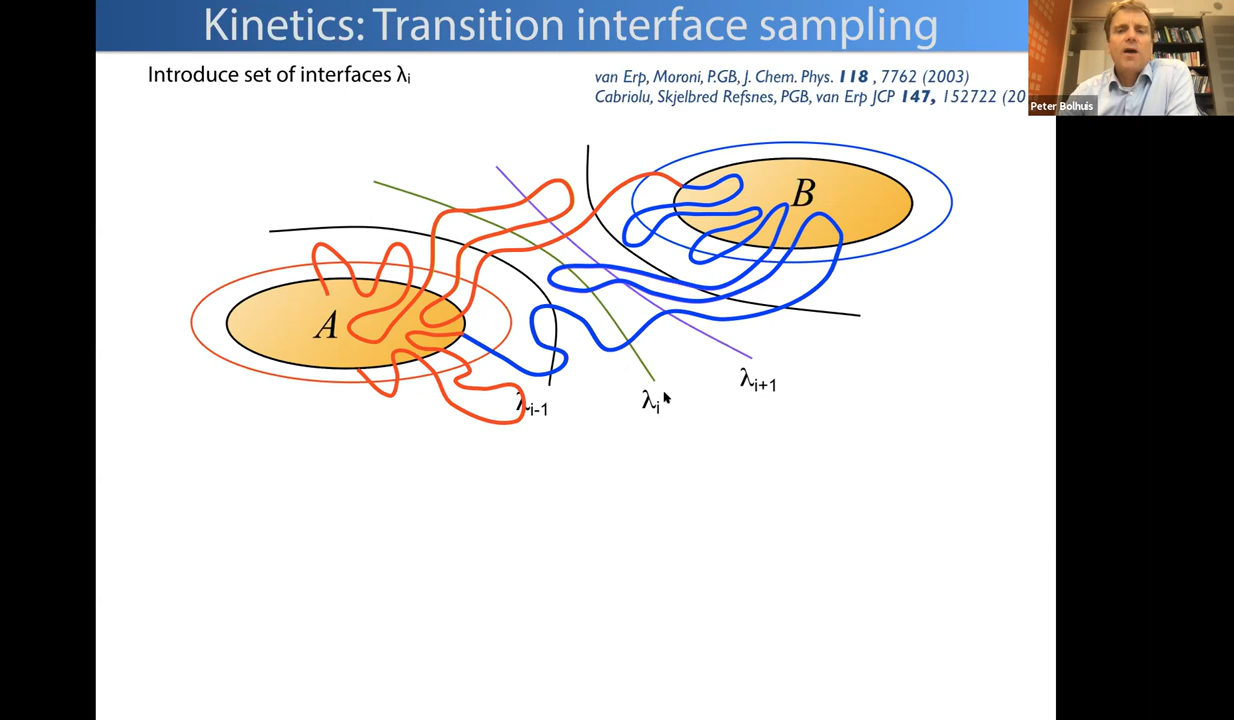 Kinetics: Transition interface sampling
Introduce set of interfaces λi
van Erp, Moroni, P.GB, J. Chem. Phys. 118 , 7762 (2003)
Cabriolu, Skjelbred Refsnes, PGB, van Erp JCP 147, 152722 (20
Peter Bolhuis
B
A
λi-1
λi
λi+1